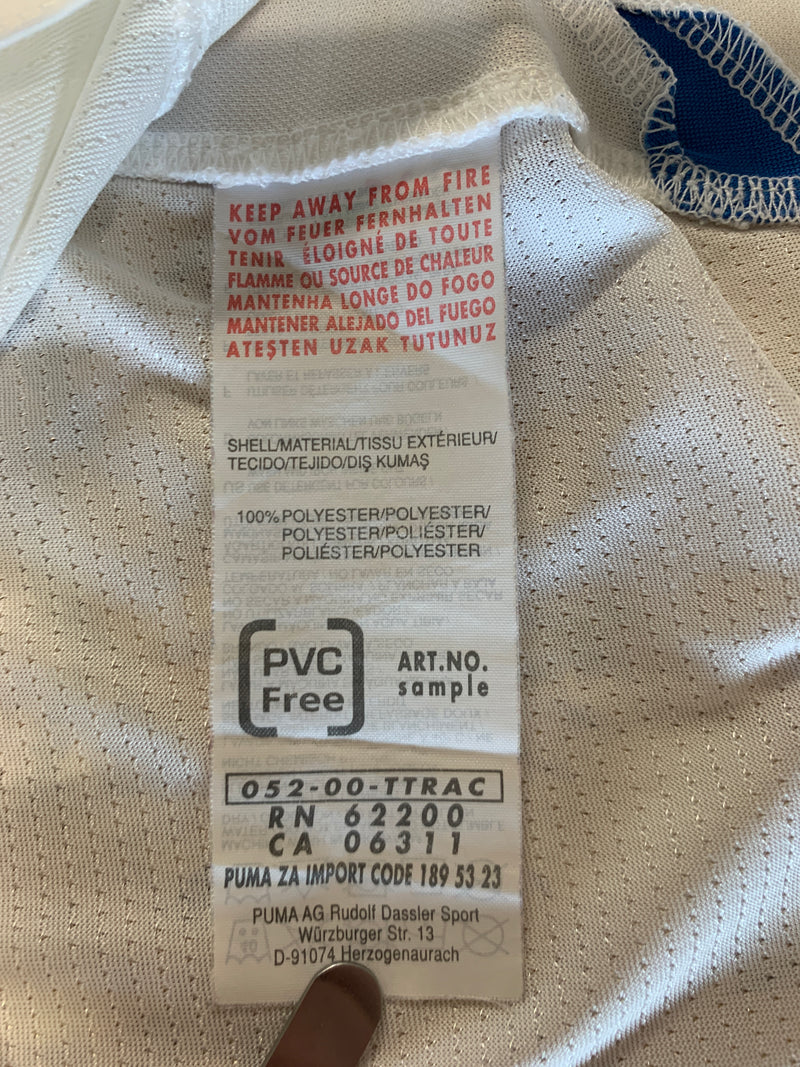 KEEP AWAY FROM FIRE
VOM FEUER FERNHALTEN
TENIR ÉLOIGNÉ DE TOUTE
FLAMME OU SOURCE DE CHALEUR
MANTENHA LONGE DO FOGO
MANTENER ALEJADO DEL FUEGO
ATEŞTEN UZAK TUTUNUZ
SHELL/MATERIAL/TISSU EXTÉRIEUR/
TECIDO/TEJIDO/DIŞ KUMAŞ
100% POLYESTER/POLYESTER/
POLYESTER/POLIÉSTER/
POLIÉSTER/POLYESTER
PVC
Free
ART.NO.
sample
052-00-TTRAC
RN 62200
CA 06311
PUMA ZA IMPORT CODE 189 53 23
PUMA AG Rudolf Dassler Sport
Würzburger Str. 13
D-91074 Herzogenaurach